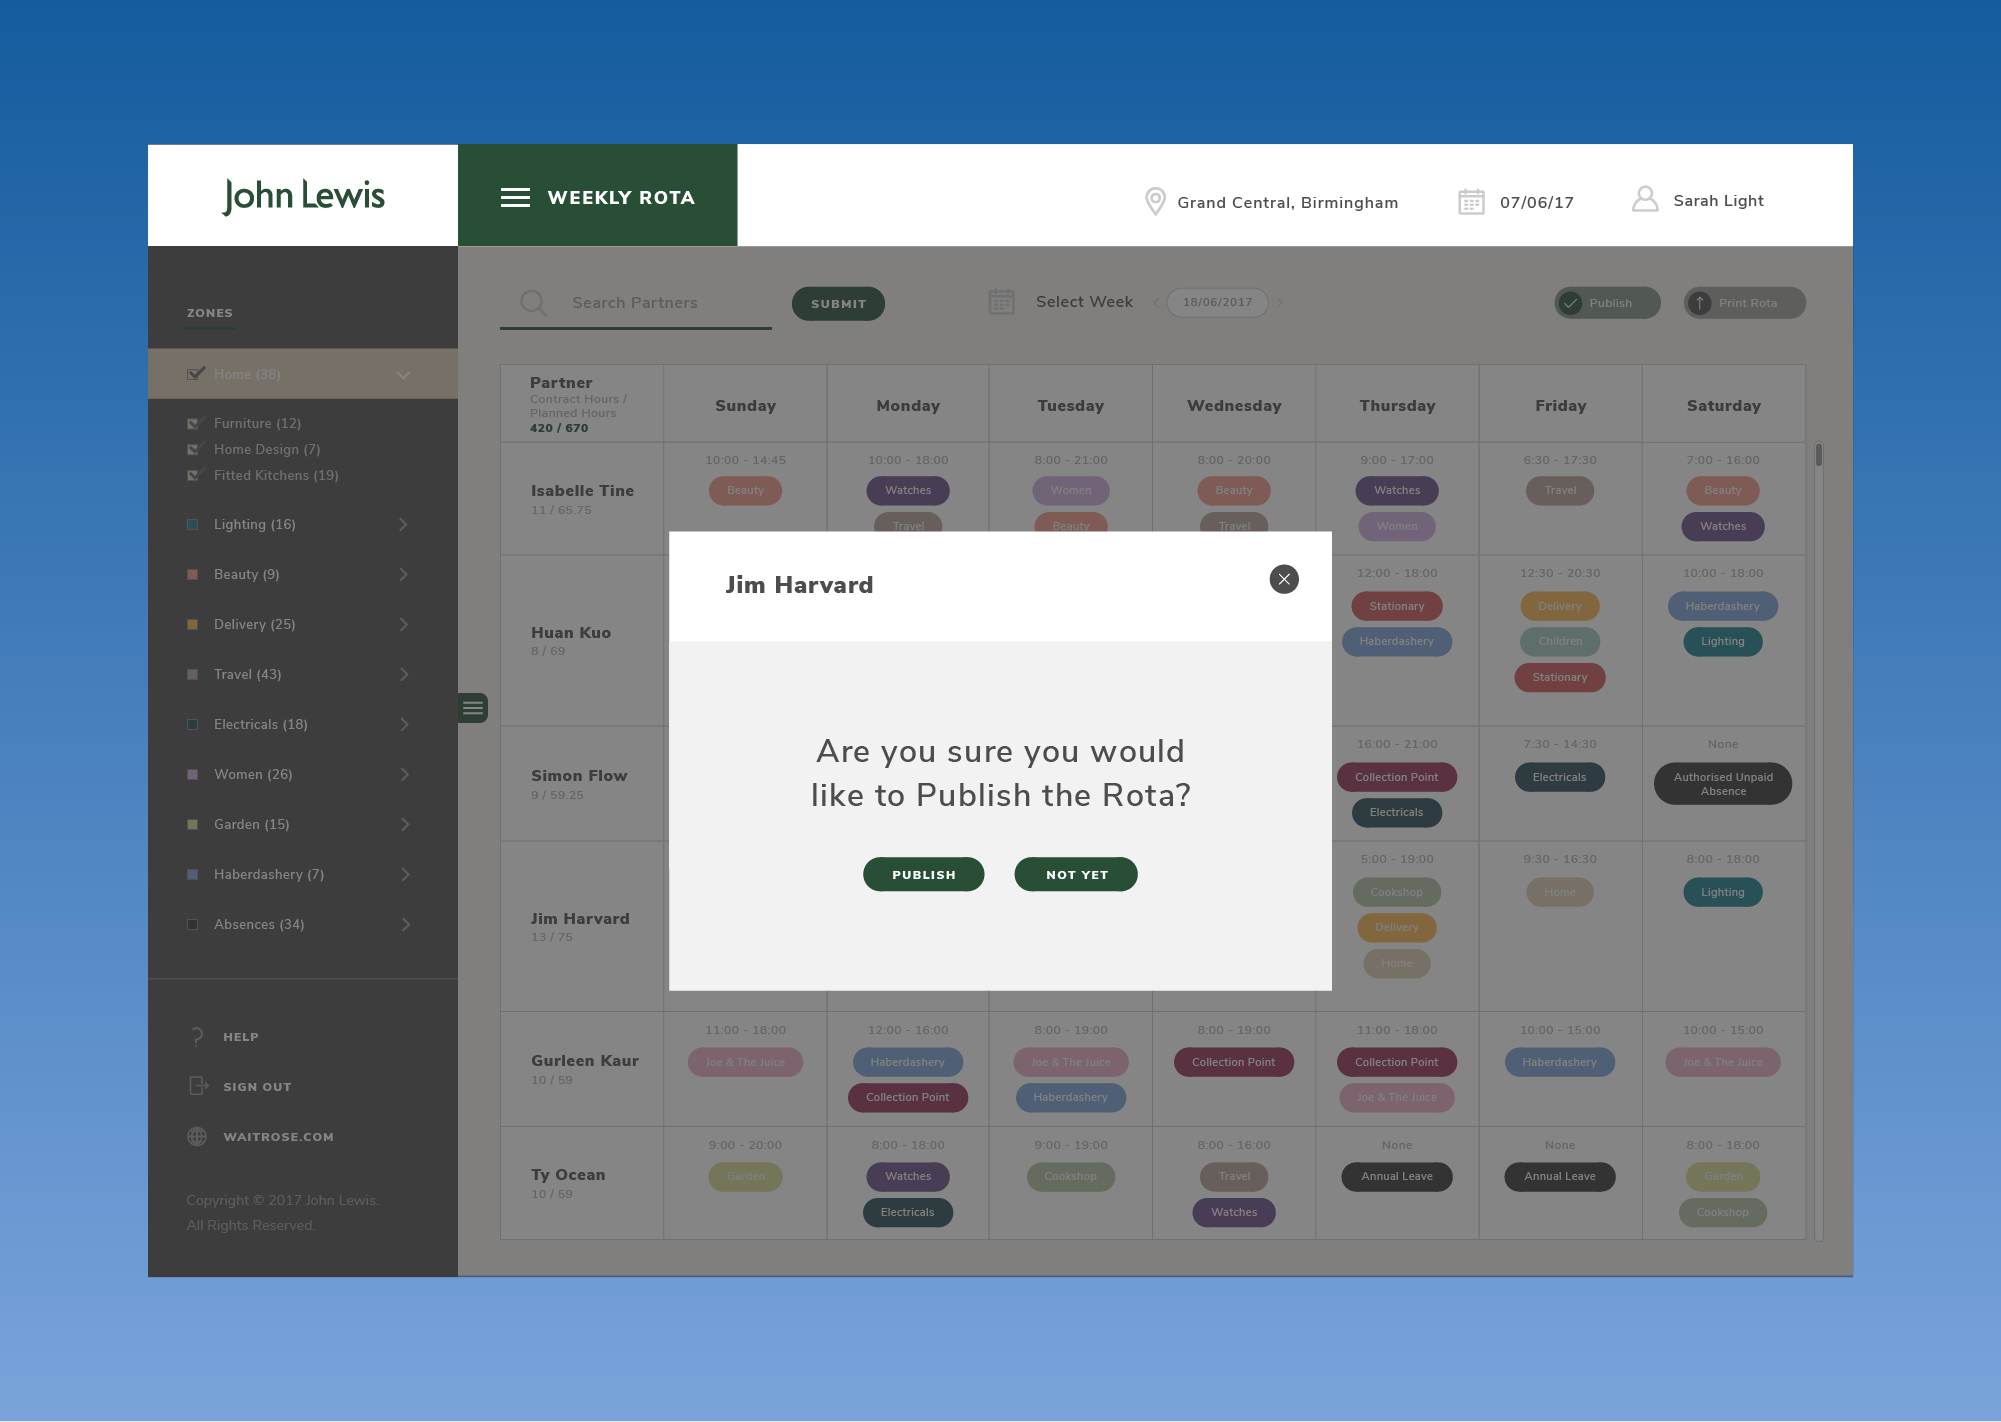 John Lewis
WEEKLY ROTA
Grand Central, Birmingham
07/06/17
Sarah Light
ZONES
Home (38)
Furniture (12)
Home Design (7)
Fitted Kitchens (19)
Lighting (16)
Beauty (9)
Delivery (25)
Travel (43)
Electricals (18)
Women (26)
Garden (15)
Haberdashery (7)
Absences (34)
HELP
SIGN OUT
WAITROSE.COM
Copyright © 2017 John Lewis.
All Rights Reserved.
Search Partners
SUBMIT
Select Week
18/06/2017
Publish
Print Rota
Partner
Contract Hours /
Planned Hours
420 / 670
Sunday
Monday
Tuesday
Wednesday
Thursday
Friday
Saturday
Isabelle Tine
11 / 65.75
10:00 - 14:45
Beauty
10:00 - 18:00
Watches
Travel
8:00 - 21:00
Women
Beauty
8:00 - 20:00
Beauty
Travel
9:00 - 17:00
Watches
Women
6:30 - 17:30
Travel
7:00 - 16:00
Beauty
Watches
Huan Kuo
8 / 69
12:00 - 18:00
Stationary
Haberdashery
12:30 - 20:30
Delivery
Children
Stationary
10:00 - 18:00
Haberdashery
Lighting
Simon Flow
9 / 59.25
16:00 - 21:00
Collection Point
Electricals
7:30 - 14:30
Electricals
None
Authorised Unpaid
Absence
Jim Harvard
13 / 75
5:00 - 19:00
Cookshop
Delivery
Home
9:30 - 16:30
Home
8:00 - 18:00
Lighting
Gurleen Kaur
10 / 59
11:00 - 18:00
Joe & The Juice
12:00 - 16:00
Haberdashery
Collection Point
8:00 - 19:00
Joe & The Juice
Haberdashery
8:00 - 19:00
Collection Point
11:00 - 18:00
Collection Point
Joe & The Juice
10:00 - 15:00
Haberdashery
10:00 - 15:00
Joe & The Juice
Ty Ocean
10 / 59
9:00 - 20:00
Garden
8:00 - 18:00
Watches
Electricals
9:00 - 19:00
Cookshop
8:00 - 16:00
Travel
Watches
None
Annual Leave
None
Annual Leave
8:00 - 18:00
Garden
Cookshop
Jim Harvard
Are you sure you would
like to Publish the Rota?
PUBLISH
NOT YET